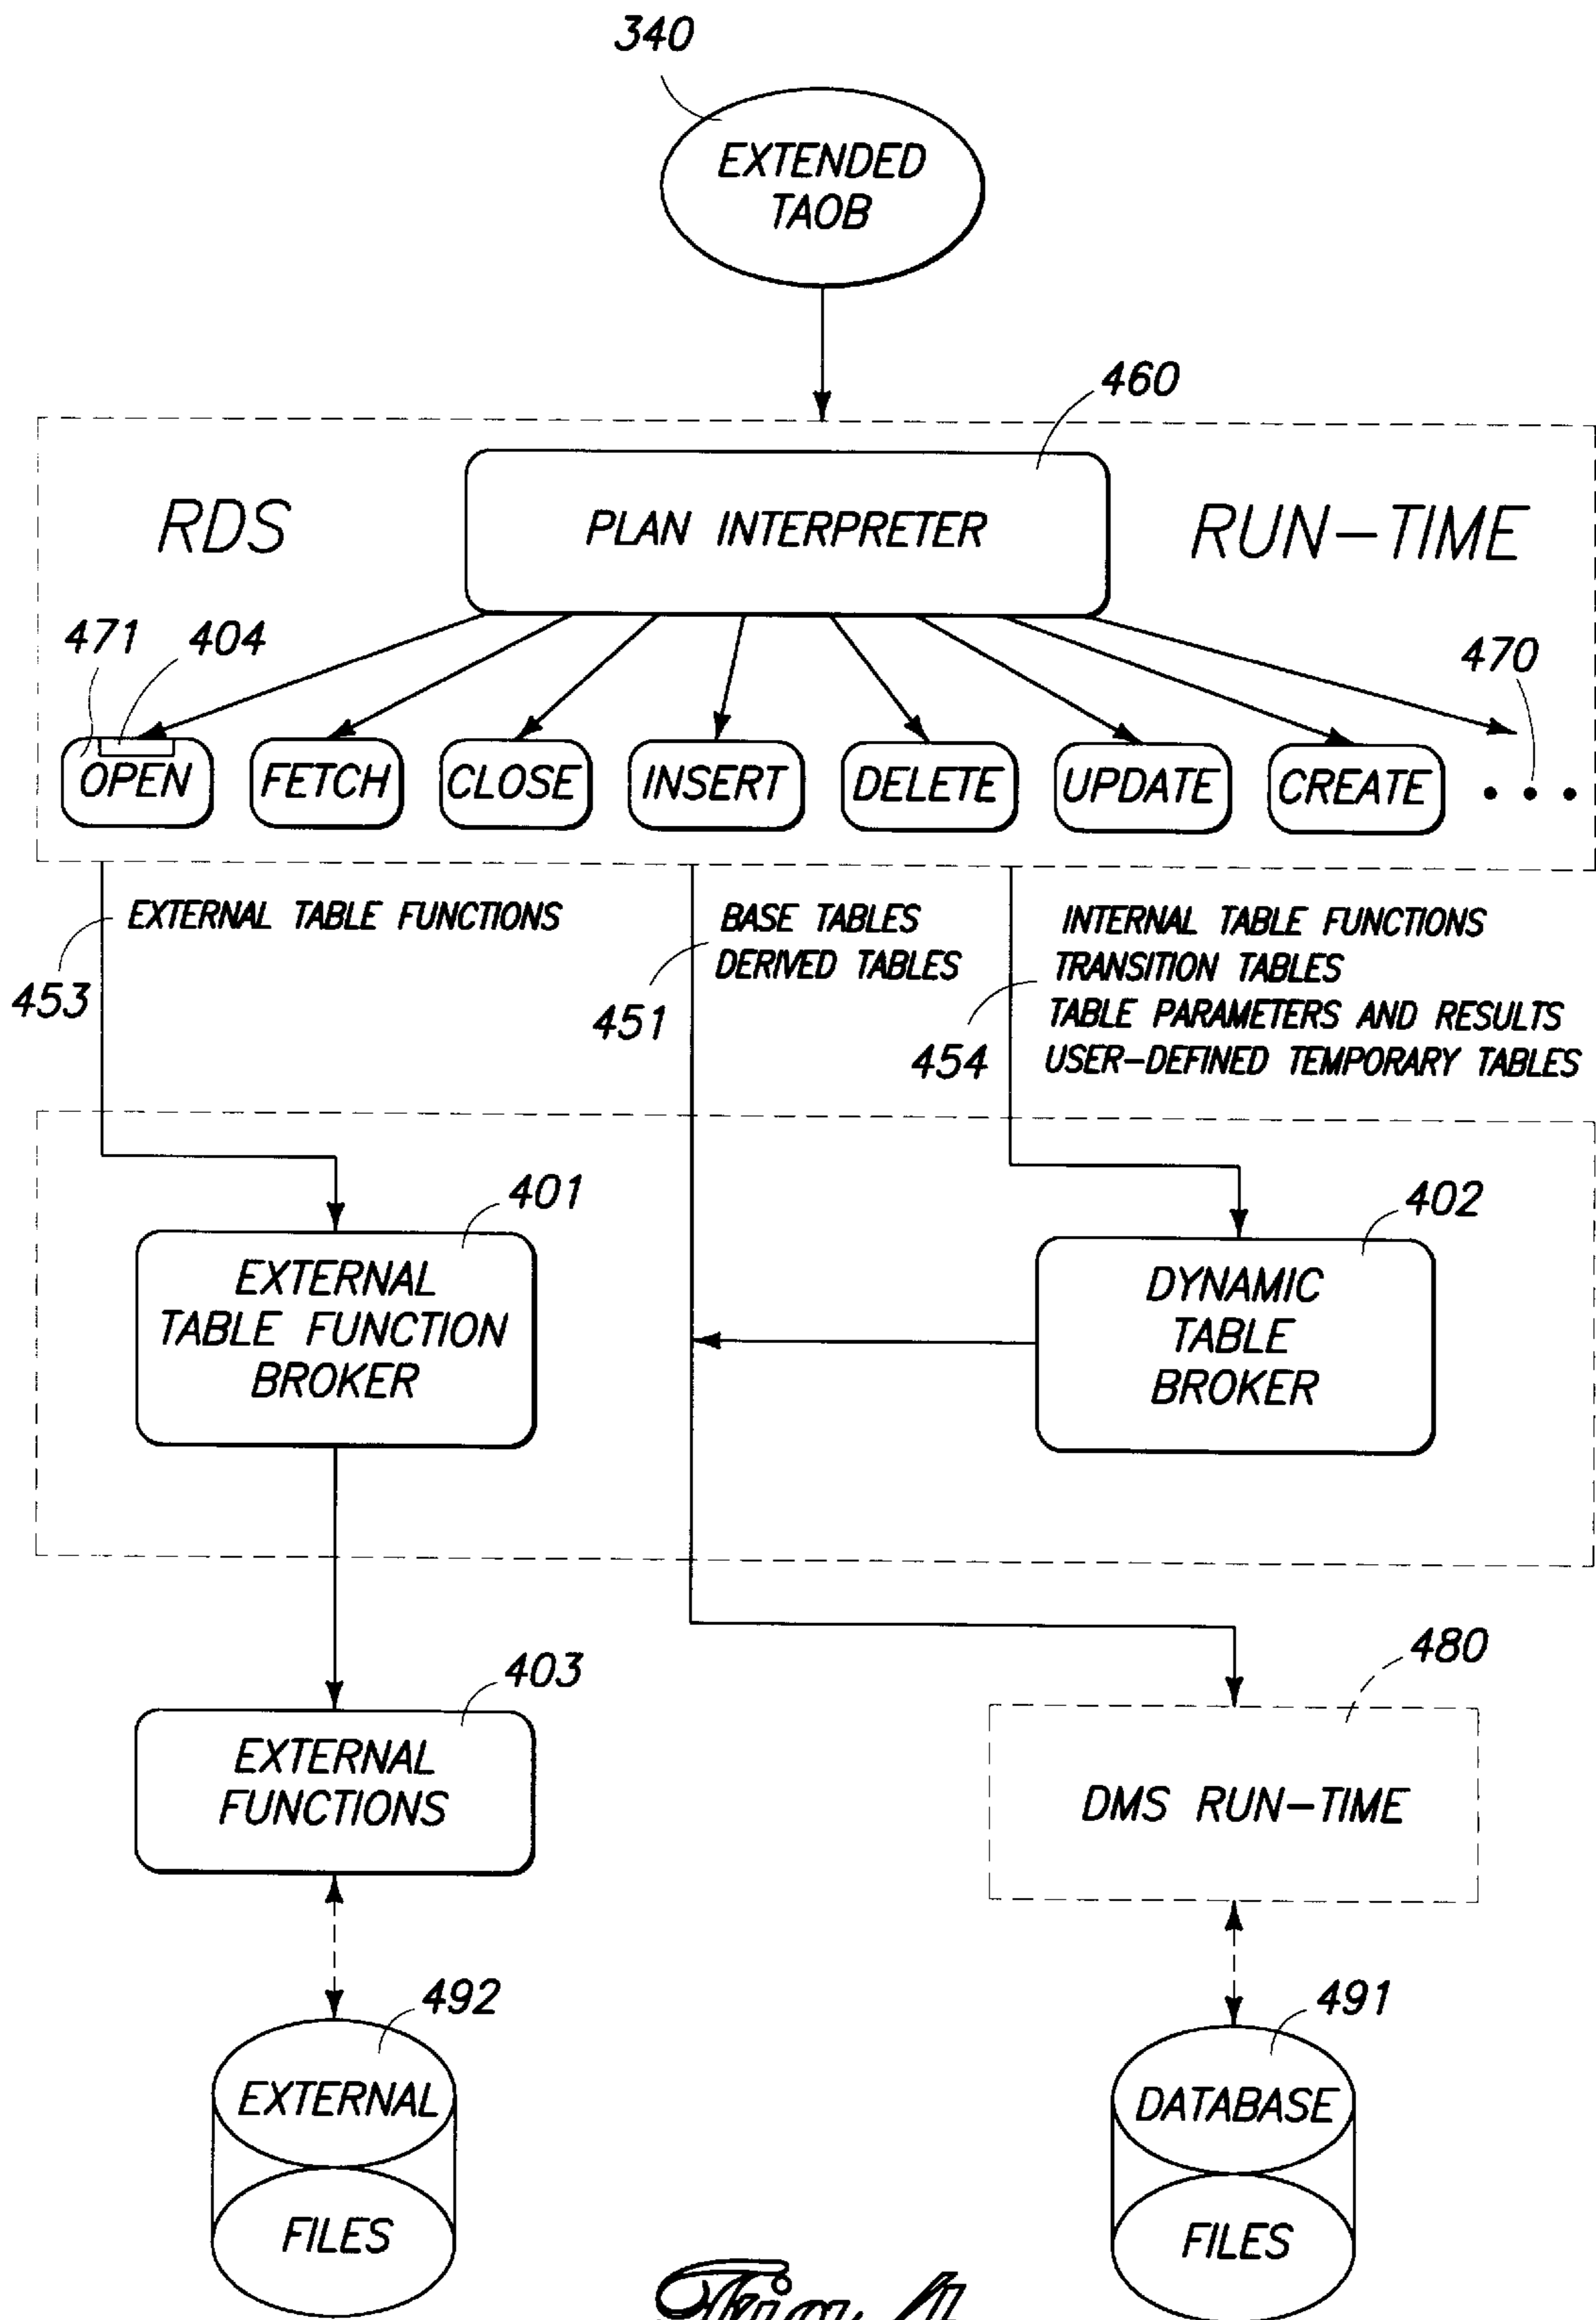 340
EXTENDED
TAOB
460
RDS
PLAN INTERPRETER
RUN-TIME
471
404
470
OPEN
FETCH
CLOSE
INSERT
DELETE
UPDATE
CREATE
• • •
EXTERNAL TABLE FUNCTIONS
453
BASE TABLES
DERIVED TABLES
451
INTERNAL TABLE FUNCTIONS
TRANSITION TABLES
TABLE PARAMETERS AND RESULTS
USER-DEFINED TEMPORARY TABLES
454
401
EXTERNAL
TABLE FUNCTION
BROKER
402
DYNAMIC
TABLE
BROKER
403
EXTERNAL
FUNCTIONS
480
DMS RUN-TIME
492
EXTERNAL
FILES
491
DATABASE
FILES
Fig. 4